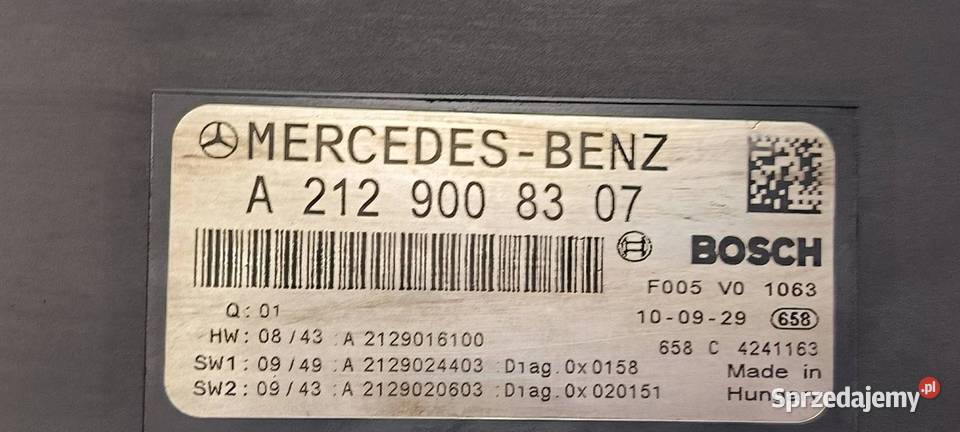 MERCEDES-BENZ
A 212 900 83 07
BOSCH
F005 V0 1063
Q: 01
10-09-29 658
HW: 08/43 :A 2129016100
658 C 4241163
SW1: 09/49 :A 2129024403 :Diag.0x0158
Made in
SW2: 09/43 :A 2129020603 :Diag.0x020151
Sprzedajemy.pl